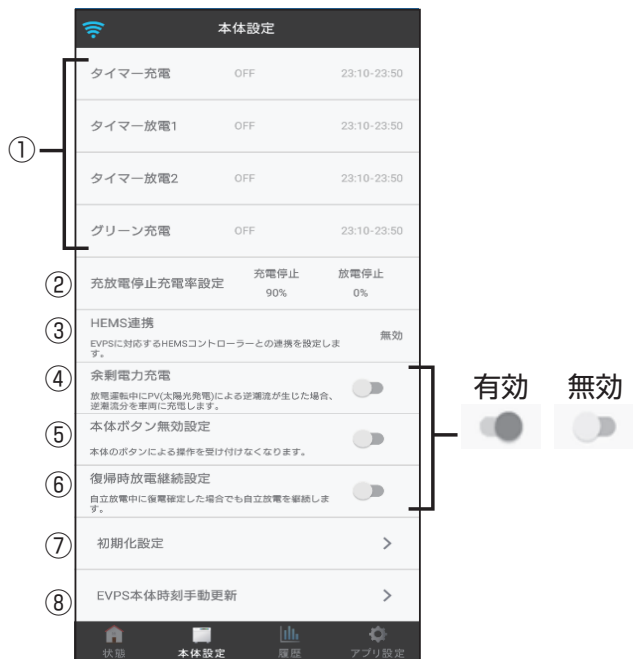 本体設定
①
タイマー充電 OFF 23:10-23:50
タイマー放電1 OFF 23:10-23:50
タイマー放電2 OFF 23:10-23:50
グリーン充電 OFF 23:10-23:50
② 充放電停止充電率設定 充電停止 放電停止
90% 0%
③ HEMS連携 無効
EVPSに対応するHEMSコントローラーとの連携を設定しま
す。
④ 余剰電力充電
放電運転中にPV(太陽光発電)による逆潮流が生じた場合、
逆潮流分を車両に充電します。
⑤ 本体ボタン無効設定
本体のボタンによる操作を受け付けなくなります。
⑥ 復帰時放電継続設定
自立放電中に復電確定した場合でも自立放電を継続しま
す。
有効 無効
⑦ 初期化設定 >
⑧ EVPS本体時刻手動更新 >
状態 本体設定 履歴 アプリ設定